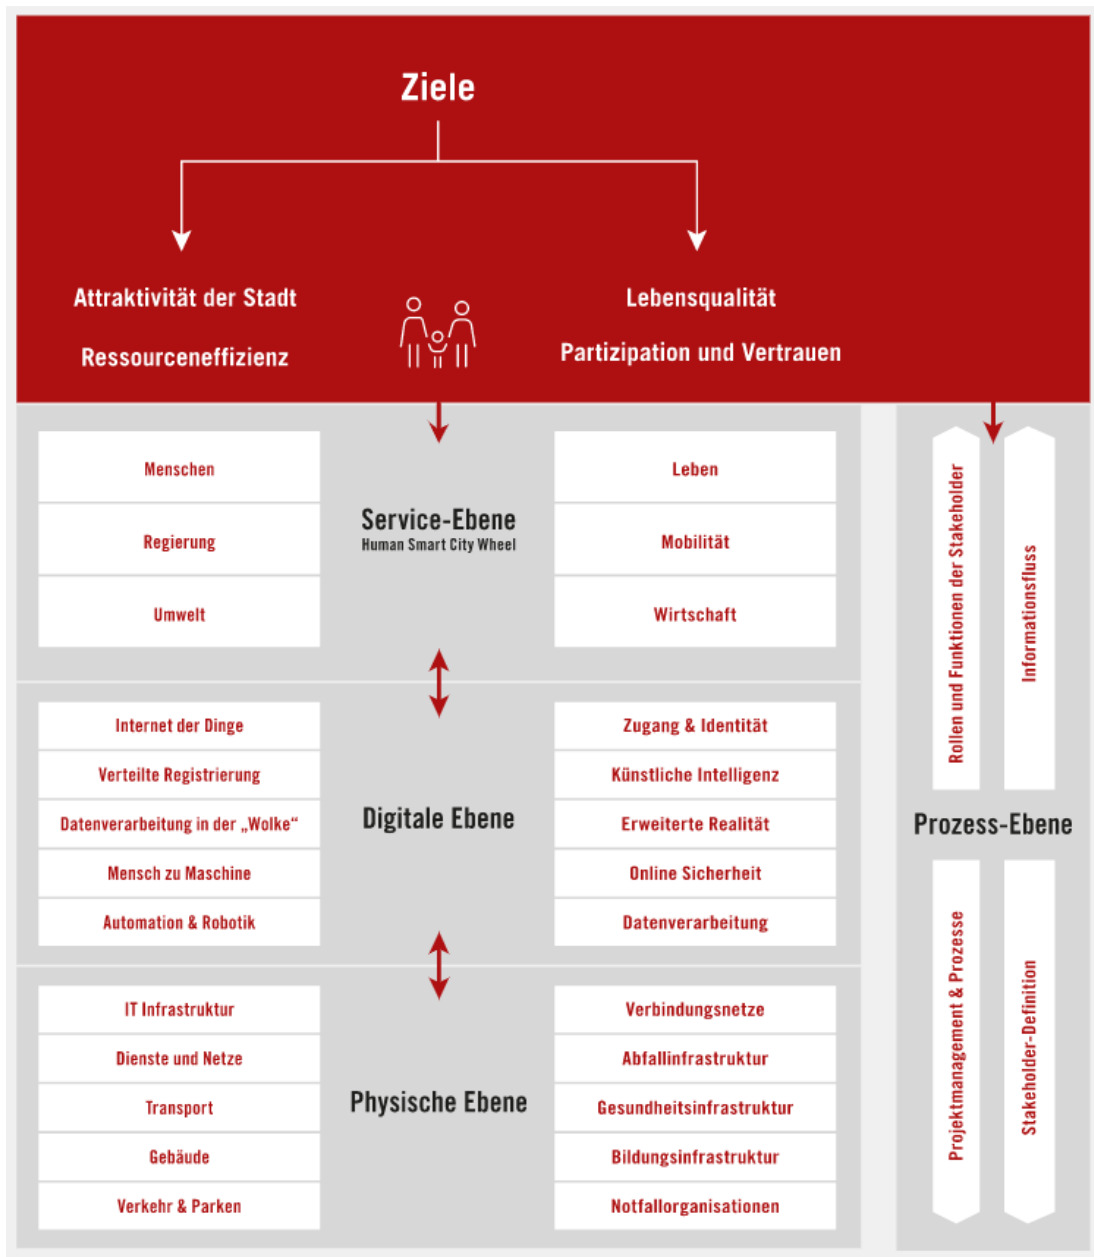 Ziele
Attraktivität der Stadt
Ressourceneffizienz
Lebensqualität
Partizipation und Vertrauen
Menschen
Regierung
Umwelt
Service-Ebene
Human Smart City Wheel
Leben
Mobilität
Wirtschaft
Internet der Dinge
Verteilte Registrierung
Datenverarbeitung in der „Wolke“
Mensch zu Maschine
Automation & Robotik
Digitale Ebene
Zugang & Identität
Künstliche Intelligenz
Erweiterte Realität
Online Sicherheit
Datenverarbeitung
IT Infrastruktur
Dienste und Netze
Transport
Gebäude
Verkehr & Parken
Physische Ebene
Verbindungsnetze
Abfallinfrastruktur
Gesundheitsinfrastruktur
Bildungsinfrastruktur
Notfallorganisationen
Rollen und Funktionen der Stakeholder
Informationsfluss
Prozess-Ebene
Projektmanagement & Prozesse
Stakeholder-Definition